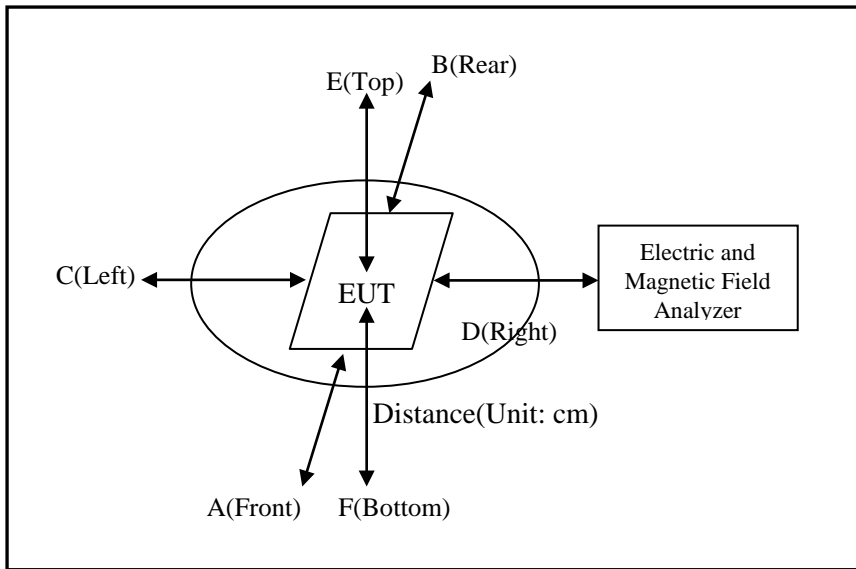 B(Rear)
E(Top)
Electric and
Magnetic Field
Analyzer
C(Left)
EUT
D(Right)
Distance(Unit: cm)
A(Front)
F(Bottom)